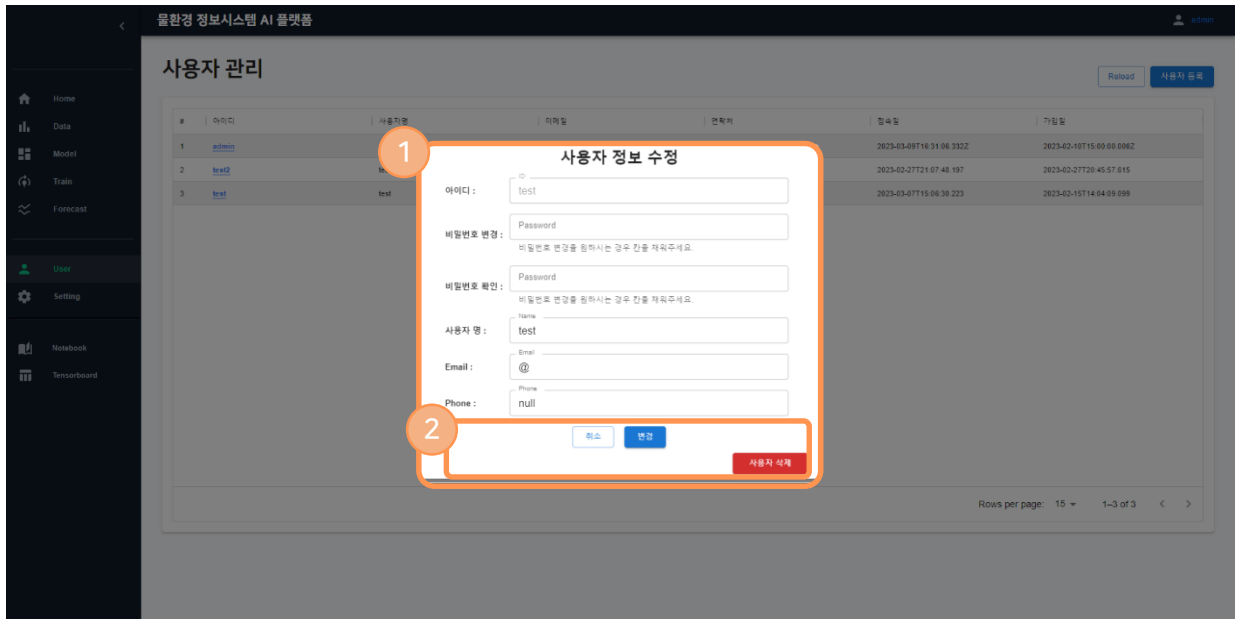 물환경 정보시스템 AI 플랫폼
admin
Home
Data
Model
Train
Forecast
User
Setting
Notebook
Tensorboard
사용자 관리
Reload
사용자 등록
# 아이디 사용자명 이메일 연락처 접속일 가입일
1 admin 2023-03-09T16:31:06.332Z 2023-02-10T15:00:00.000Z
2 test2 2023-02-27T21:07:48.197 2023-02-27T20:45:57.615
3 test test 2023-03-07T15:06:30.223 2023-02-15T14:04:09.099
1
사용자 정보 수정
ID
아이디 : test
비밀번호 변경 : Password
비밀번호 변경을 원하시는 경우 칸을 채워주세요.
비밀번호 확인 : Password
비밀번호 변경을 원하시는 경우 칸을 채워주세요.
Name
사용자 명 : test
Email
Email : @
Phone
Phone : null
2
취소
변경
사용자 삭제
Rows per page: 15
1–3 of 3